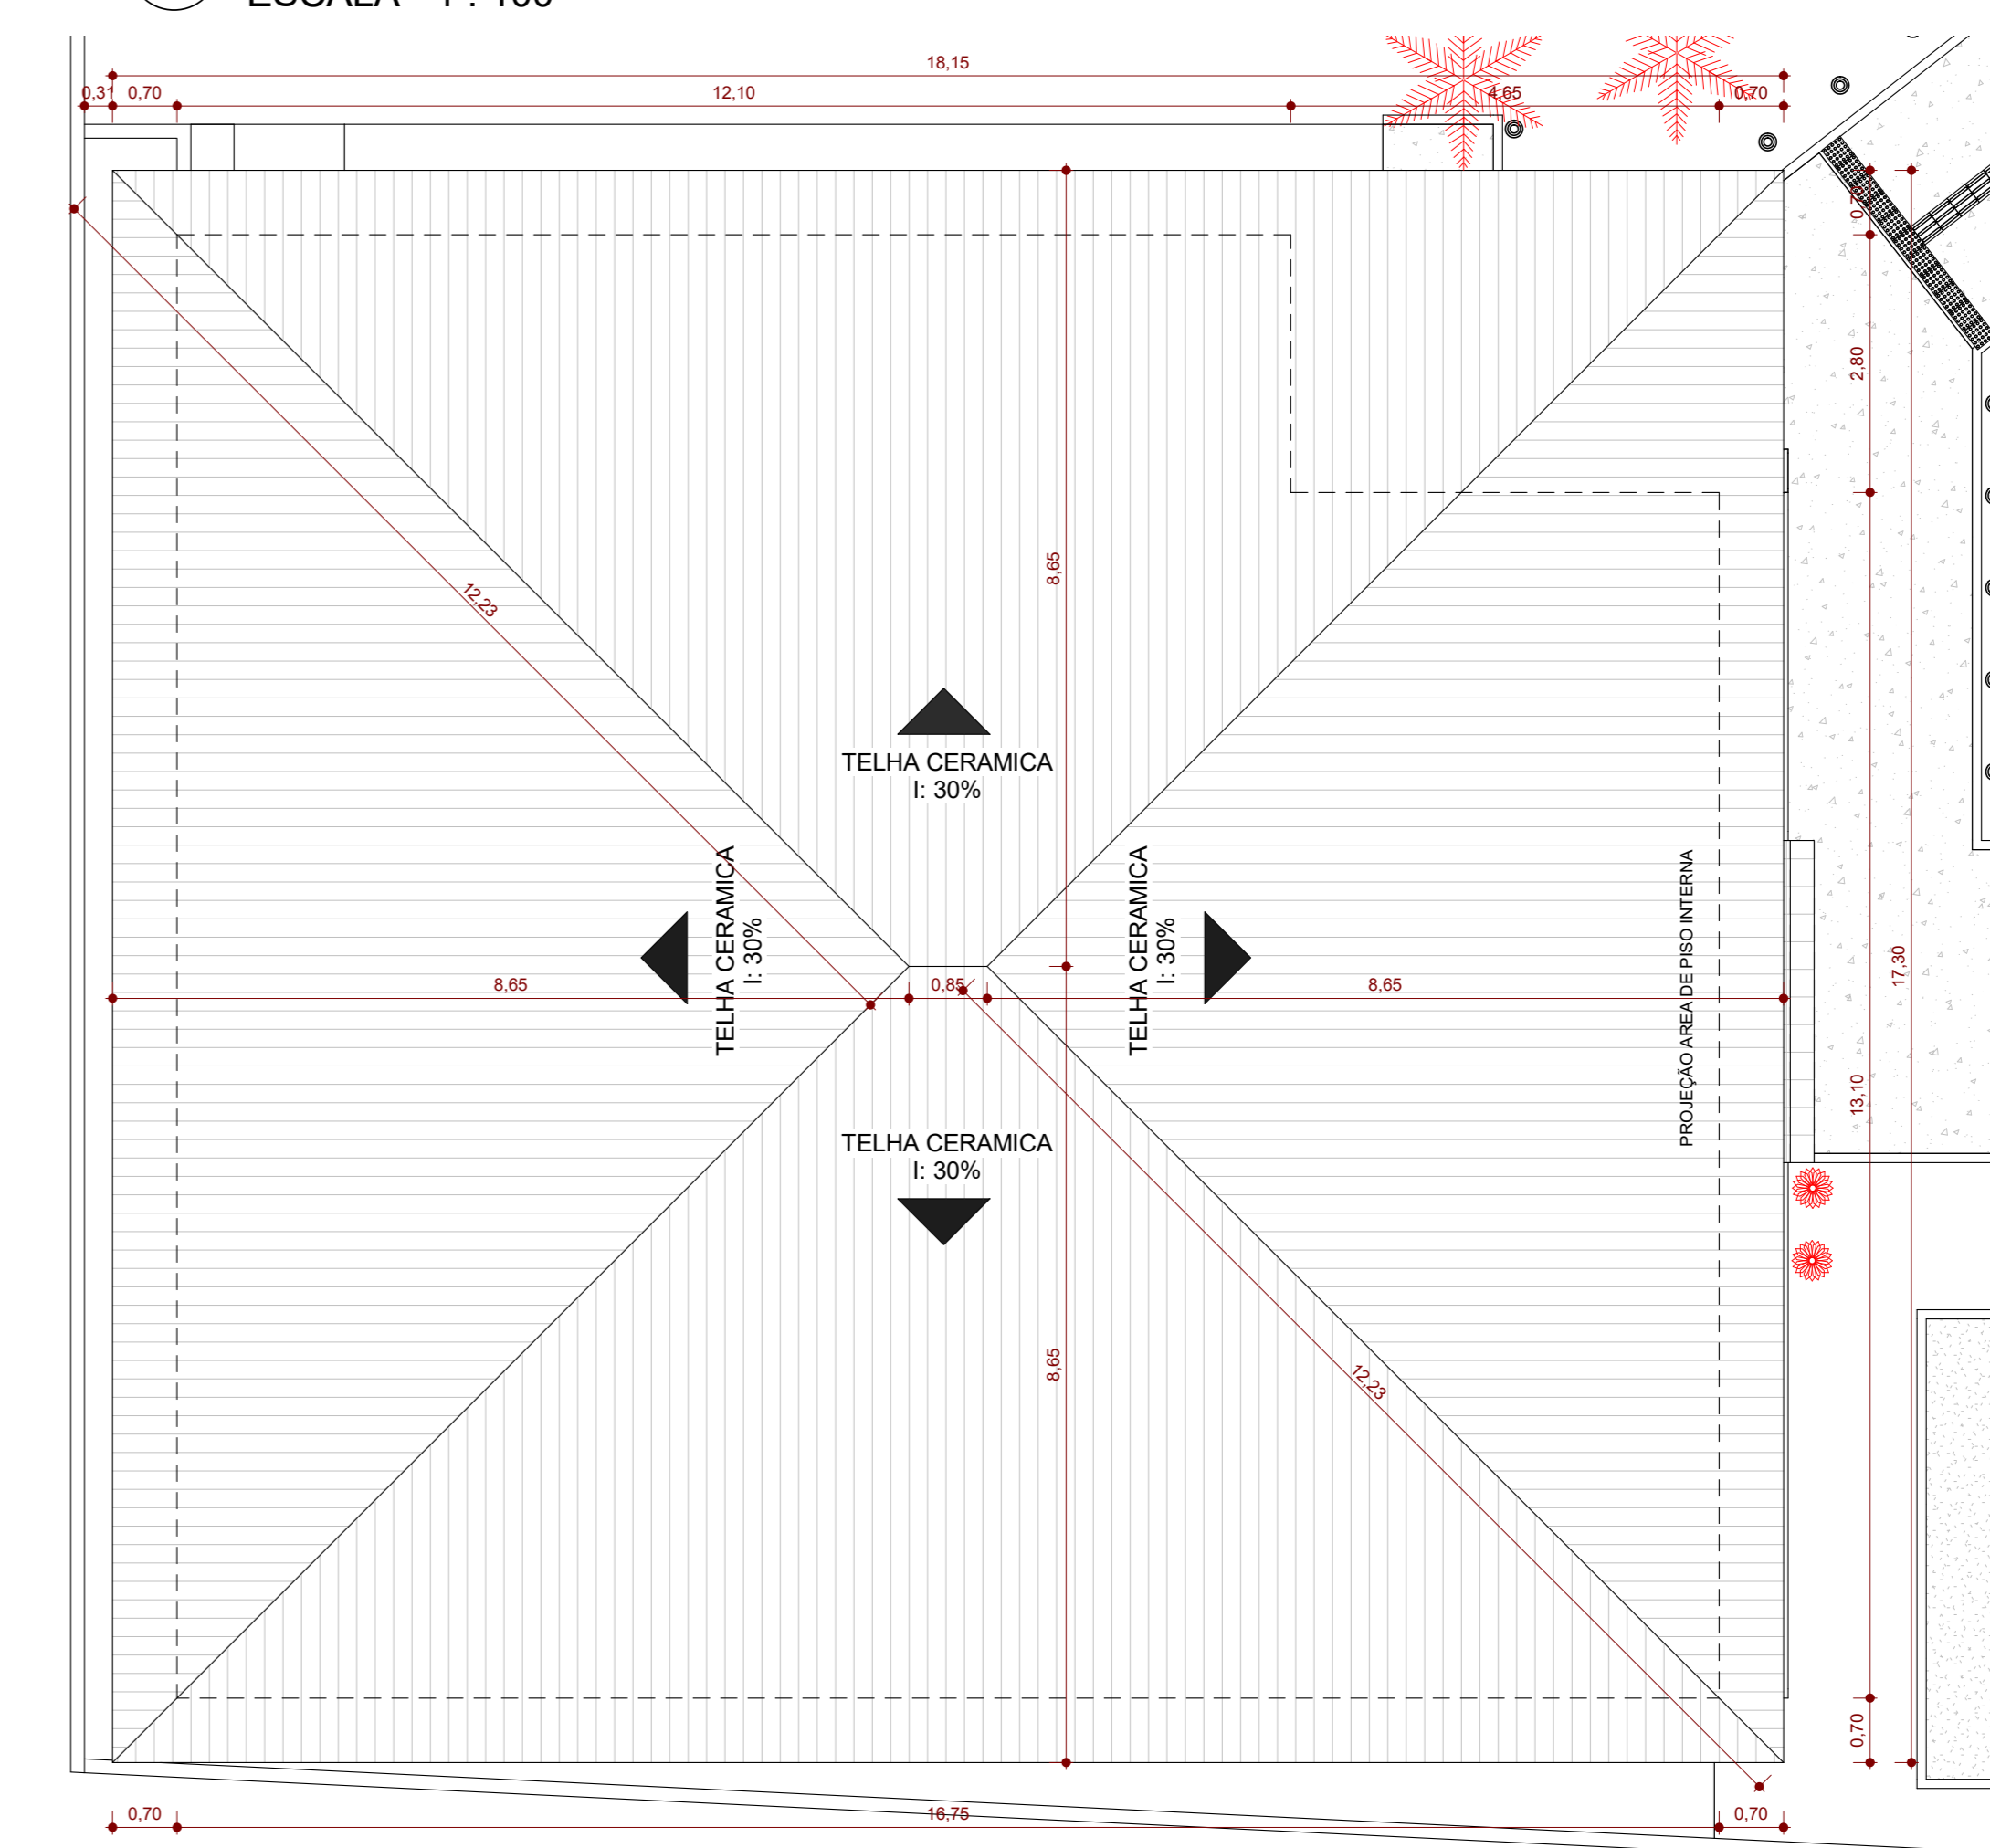 ESCALA 1 : 100
18,15
0,31 0,70 12,10 4,65 0,70
0,70
2,80
8,65
12,23
TELHA CERAMICA
I: 30%
TELHA CERAMICA
I: 30%
TELHA CERAMICA
I: 30%
PROJEÇÃO AREA DE PISO INTERNA
8,65 0,85 8,65
17,30
13,10
TELHA CERAMICA
I: 30%
8,65
12,23
0,70
0,70 16,75 0,70